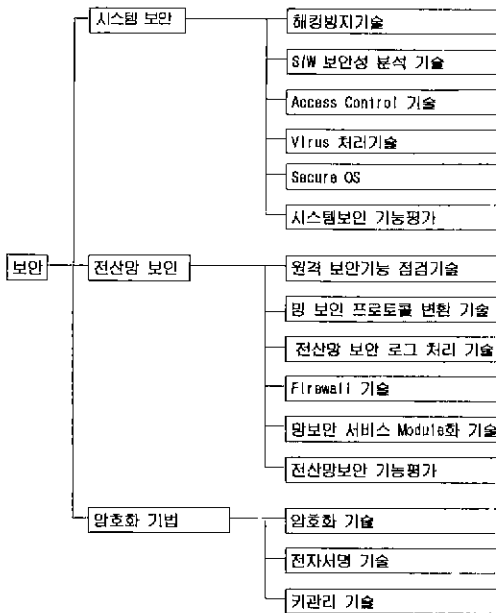 시스템 보안
해킹방지기술
S/W 보안성 분석 기술
Access Control 기술
Virus 처리기술
Secure OS
시스템보인 기능평가
보안
전산망 보인
원격 보안기능 점검기술
밍 보인 프로토콜 변환 기술
전산망 보안 로그 처리 기술
Firewall 기술
망보안 서비스 Module화 기술
전산망보안 기능평가
암호화 기법
암호화 기술
전자서명 기술
키관리 기술